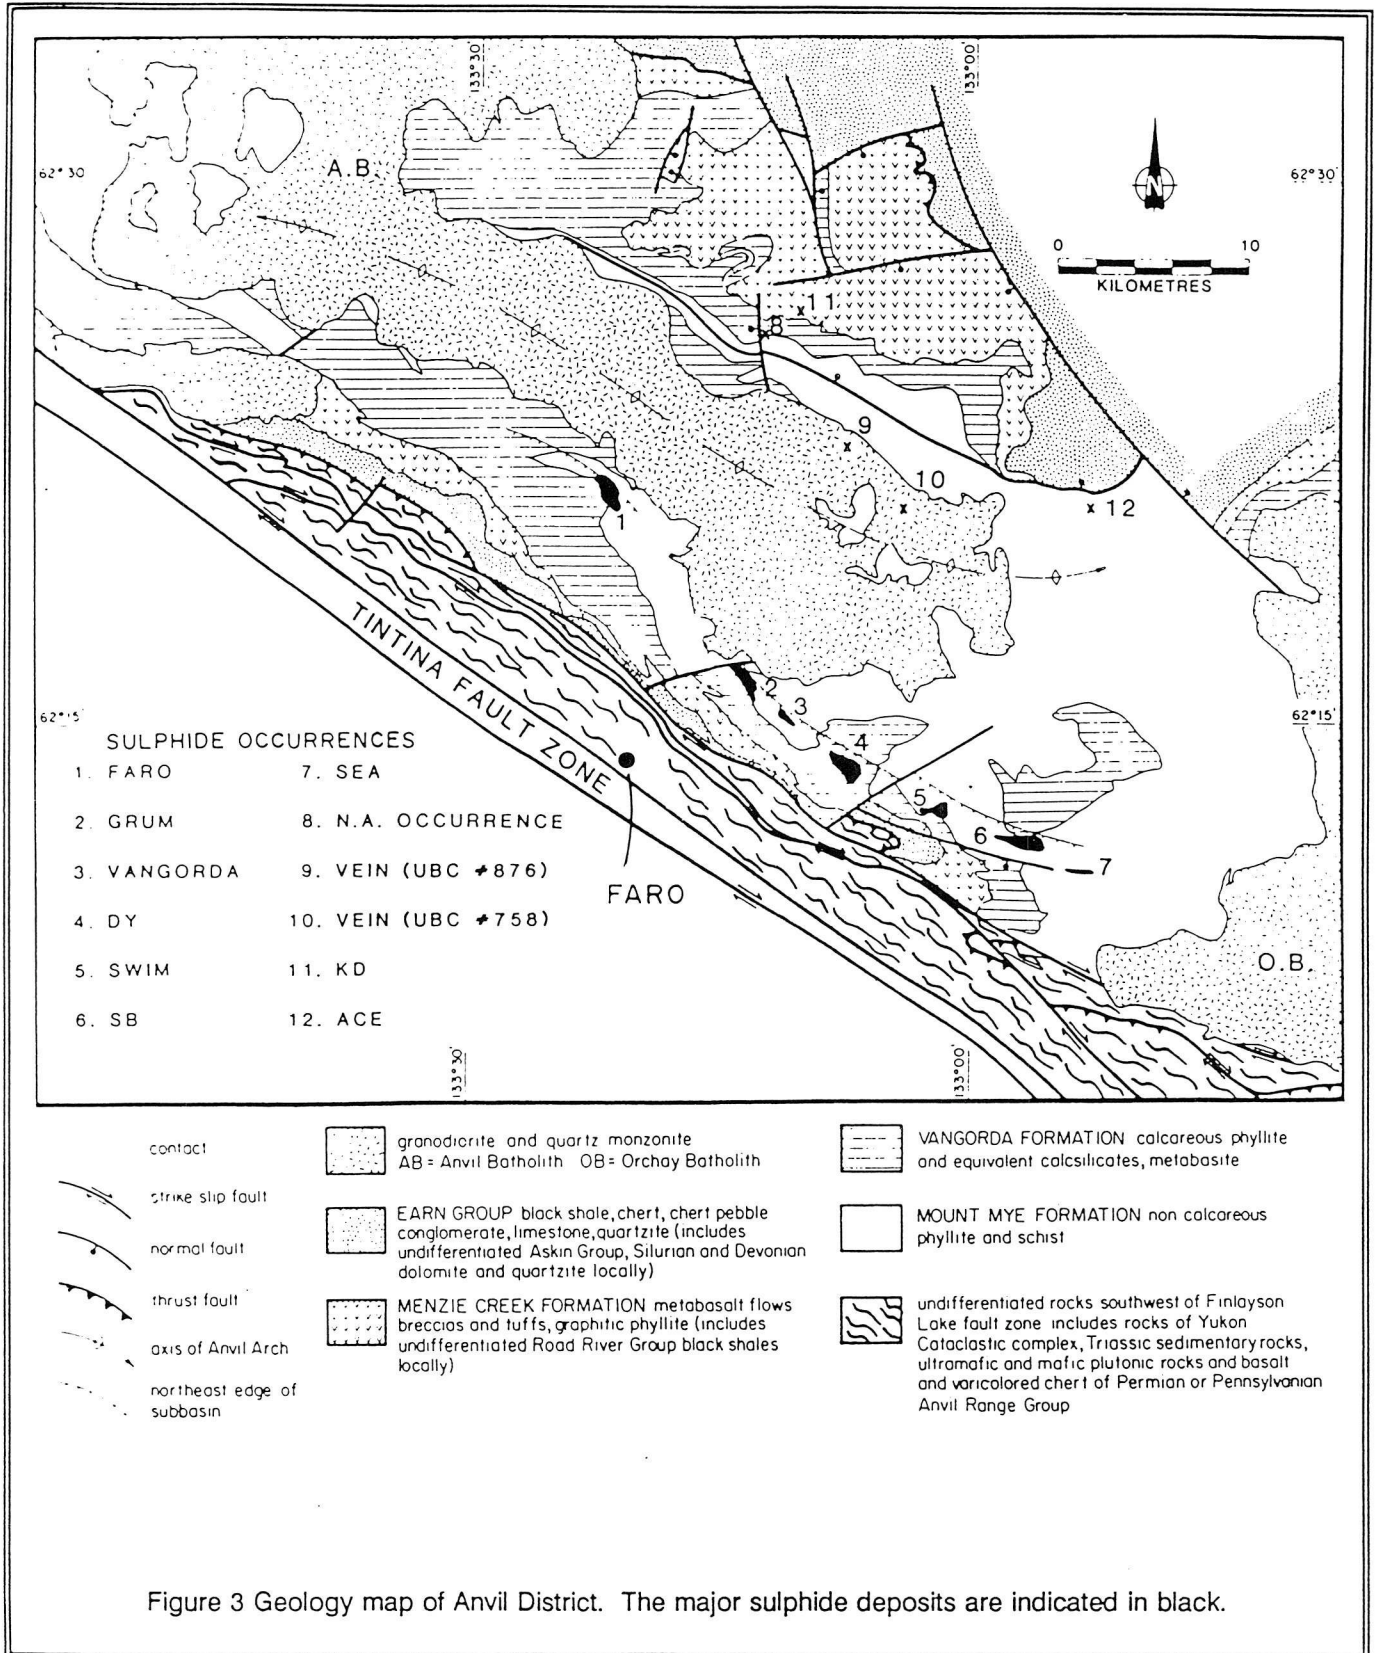 133°30'
133°00'
62°30
A.B.
62°30'
N
0
10
KILOMETRES
11
8
9
10
12
1
TINTINA FAULT ZONE
2
3
62°15'
62°15'
4
5
6
7
FARO
O.B.
SULPHIDE OCCURRENCES
1. FARO
7. SEA
2. GRUM
8. N.A. OCCURRENCE
3. VANGORDA
9. VEIN (UBC #876)
4. DY
10. VEIN (UBC #758)
5. SWIM
11. KD
6. SB
12. ACE
133°30'
133°00'
contact
strike slip fault
normal fault
thrust fault
axis of Anvil Arch
northeast edge of
subbasin
granodicrite and quartz monzonite
AB = Anvil Batholith OB = Orchay Batholith
EARN GROUP black shale, chert, chert pebble
conglomerate, limestone, quartzite (includes
undifferentiated Askin Group, Silurian and Devonian
dolomite and quartzite locally)
MENZIE CREEK FORMATION metabasalt flows
breccias and tuffs, graphitic phyllite (includes
undifferentiated Road River Group black shales
locally)
VANGORDA FORMATION calcareous phyllite
and equivalent calcsilicates, metabasite
MOUNT MYE FORMATION non calcareous
phyllite and schist
undifferentiated rocks southwest of Finlayson
Lake fault zone includes rocks of Yukon
Cataclastic complex, Triassic sedimentary rocks,
ultramafic and mafic plutonic rocks and basalt
and varicolored chert of Permian or Pennsylvanian
Anvil Range Group
Figure 3 Geology map of Anvil District. The major sulphide deposits are indicated in black.